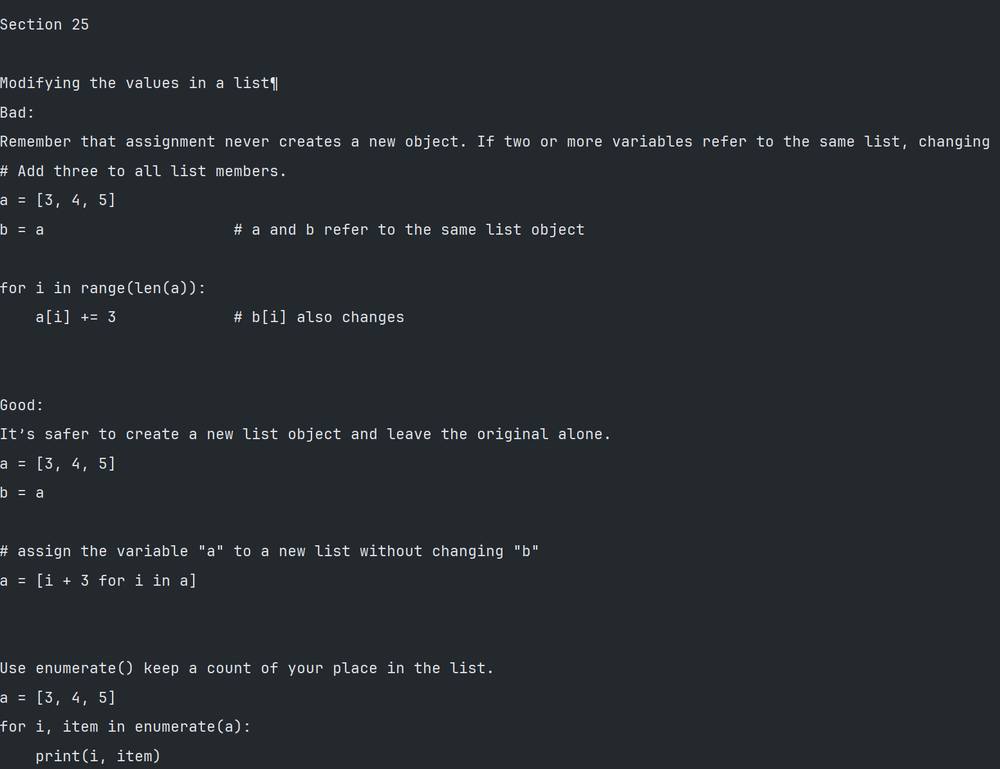 Section 25
Modifying the values in a list¶
Bad:
Remember that assignment never creates a new object. If two or more variables refer to the same list, changing
# Add three to all list members.
a = [3, 4, 5]
b = a                     # a and b refer to the same list object
for i in range(len(a)):
    a[i] += 3             # b[i] also changes
Good:
It’s safer to create a new list object and leave the original alone.
a = [3, 4, 5]
b = a
# assign the variable "a" to a new list without changing "b"
a = [i + 3 for i in a]
Use enumerate() keep a count of your place in the list.
a = [3, 4, 5]
for i, item in enumerate(a):
    print(i, item)